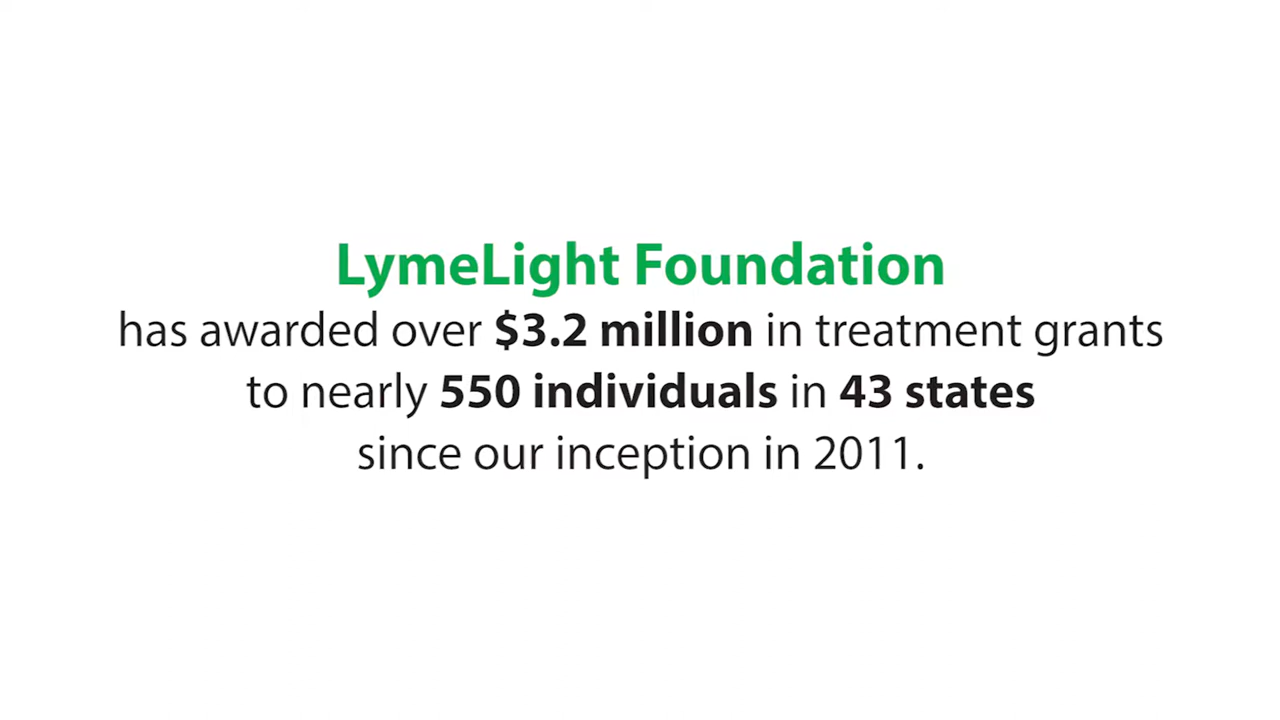 LymeLight Foundation
has awarded over $3.2 million in treatment grants
to nearly 550 individuals in 43 states
since our inception in 2011.